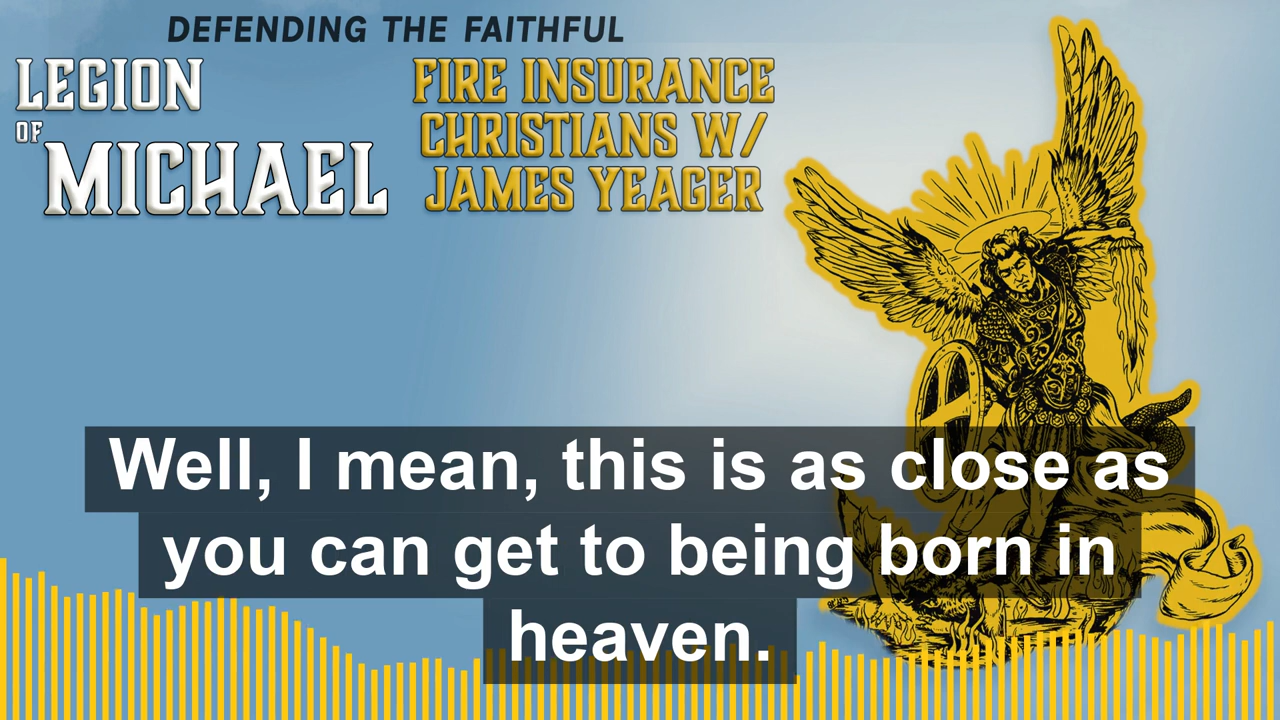 DEFENDING THE FAITHFUL
LEGION
OF
MICHAEL
FIRE INSURANCE
CHRISTIANS W/
JAMES YEAGER
Well, I mean, this is as close as
you can get to being born in
heaven.